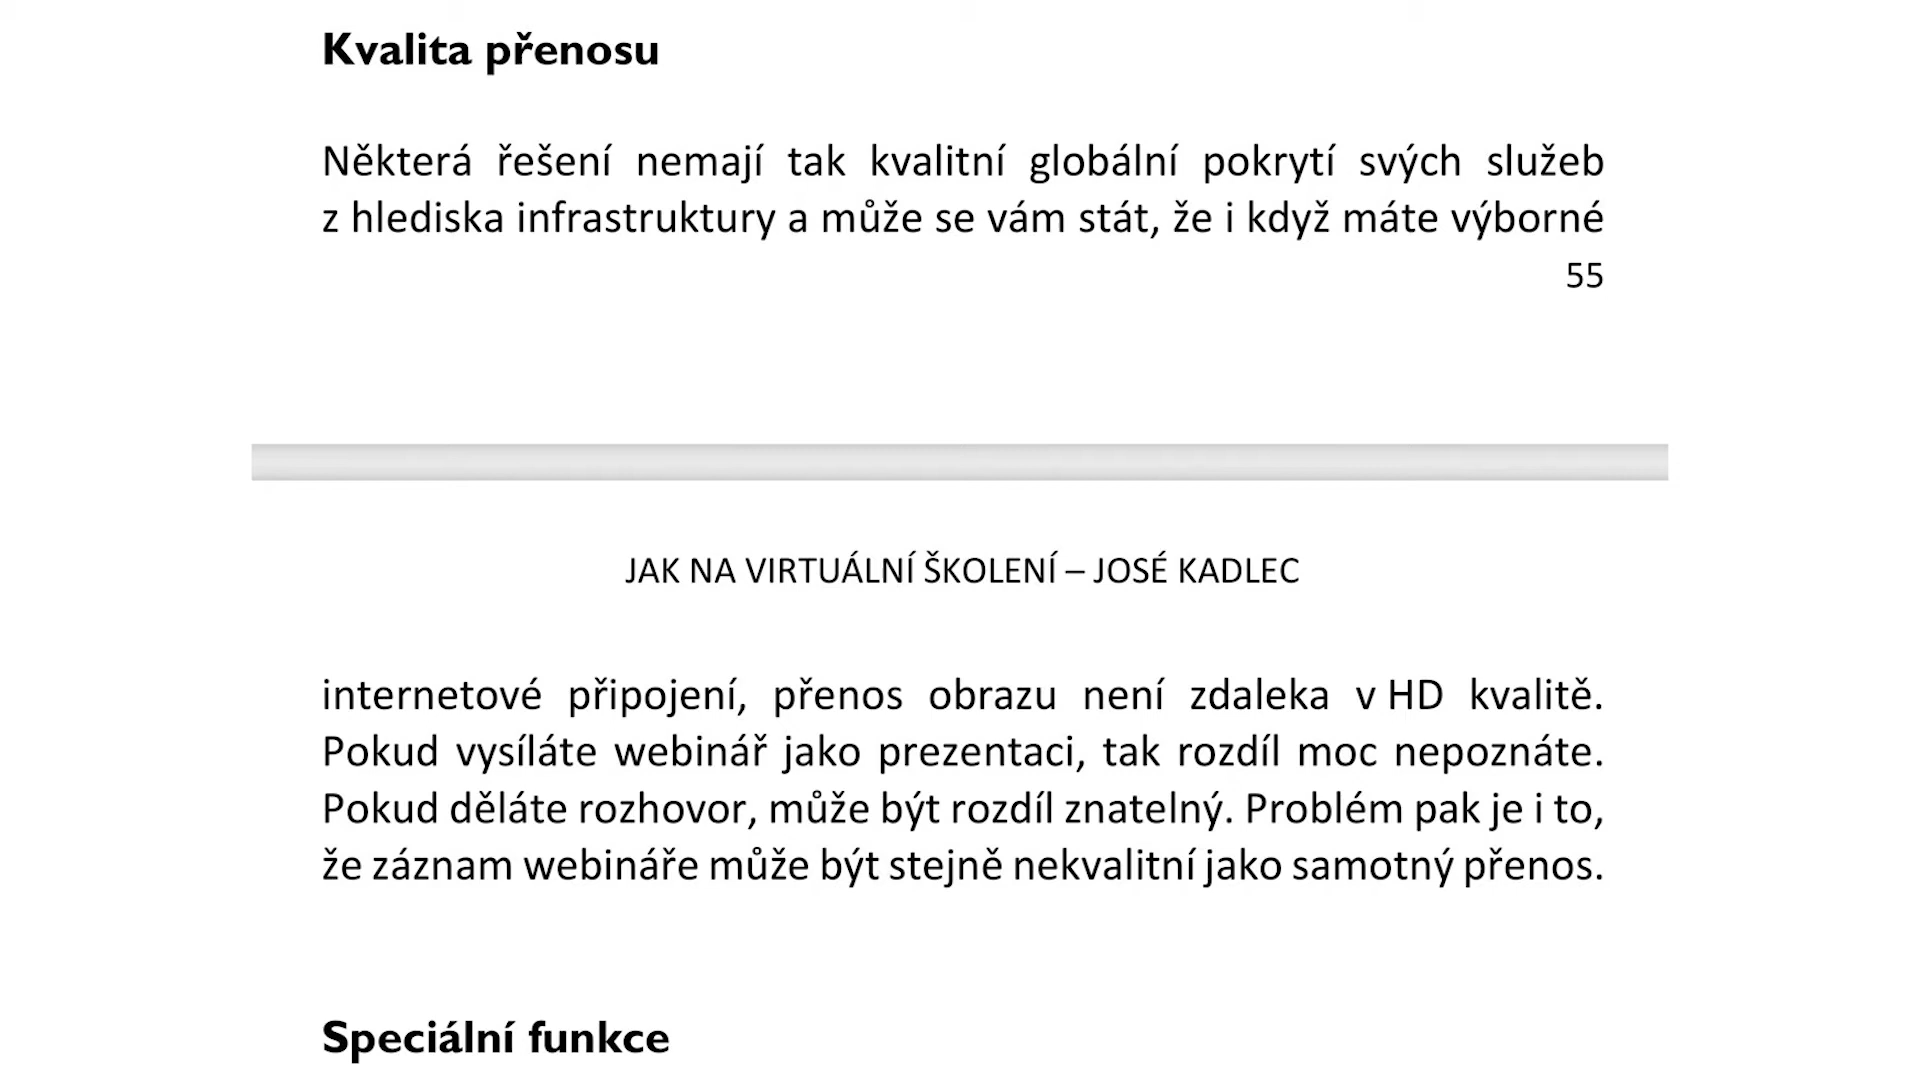 Kvalita přenosu
Některá řešení nemají tak kvalitní globální pokrytí svých služeb
z hlediska infrastruktury a může se vám stát, že i když máte výborné
55
JAK NA VIRTUÁLNÍ ŠKOLENÍ – JOSÉ KADLEC
internetové připojení, přenos obrazu není zdaleka v HD kvalitě.
Pokud vysíláte webinář jako prezentaci, tak rozdíl moc nepoznáte.
Pokud děláte rozhovor, může být rozdíl znatelný. Problém pak je i to,
že záznam webináře může být stejně nekvalitní jako samotný přenos.
Speciální funkce